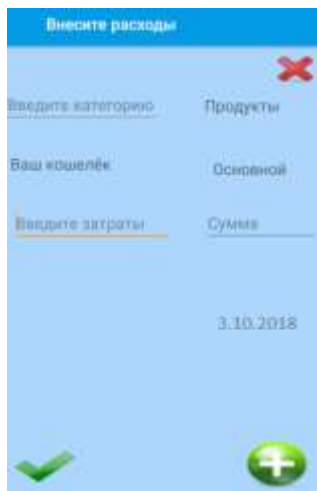 Внесите расходы
Введите категорию Продукты
Ваш кошелёк Основной
Введите затраты Сумма
3.10.2018